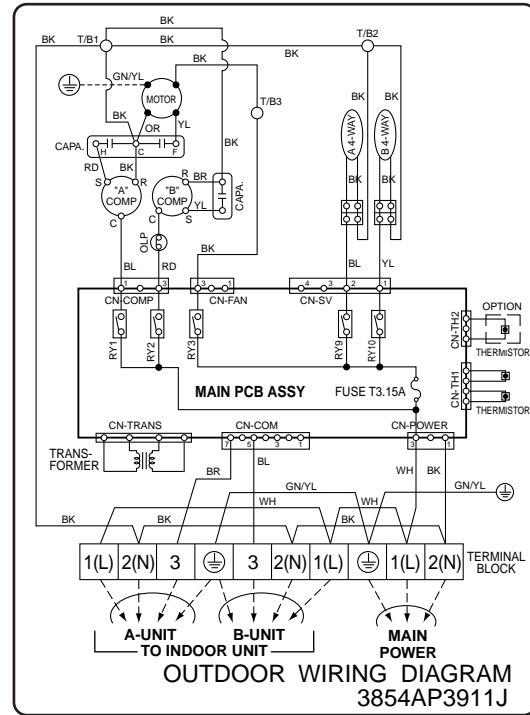 BK T/B1 BK T/B2
BK BK
GN/YL BK
MOTOR
T/B3
BK OR YL BK BK
CAPA. H C F BK
A 4-WAY B 4-WAY
RD BK
S R R BR
"A" COMP "B" COMP CAPA.
YL
C C S
BK BK
OLP
BK
BL RD BL YL
1 3 3 1 4 3 2 1
CN-COMP CN-FAN CN-SV
OPTION
CN-TH2
THERMISTOR
RY1 RY2 RY3 RY9 RY10
MAIN PCB ASSY FUSE T3.15A
CN-TH1
THERMISTOR
CN-TRANS CN-COM CN-POWER
7 5 3 1 3 1
TRANS-
FORMER
BR BL WH BK
GN/YL GN/YL
WH WH
BK BK BK
1(L) 2(N) 3 3 2(N) 1(L) 1(L) 2(N) TERMINAL
BLOCK
A-UNIT B-UNIT MAIN
TO INDOOR UNIT POWER
OUTDOOR WIRING DIAGRAM
3854AP3911J